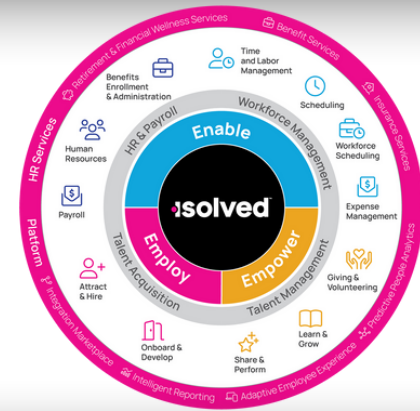 Retirement & Financial Wellness Services
Benefit Services
Insurance Services
Predictive People Analytics
Adaptive Employee Experience
Intelligent Reporting
Integration Marketplace
Platform
HR Services
Time
and Labor
Management
Scheduling
Workforce
Scheduling
Expense
Management
Giving &
Volunteering
Learn &
Grow
Share &
Perform
Onboard &
Develop
Attract
& Hire
Payroll
Human
Resources
Benefits
Enrollment
& Administration
HR & Payroll
Workforce Management
Talent Management
Talent Acquisition
Enable
Empower
Employ
isolved